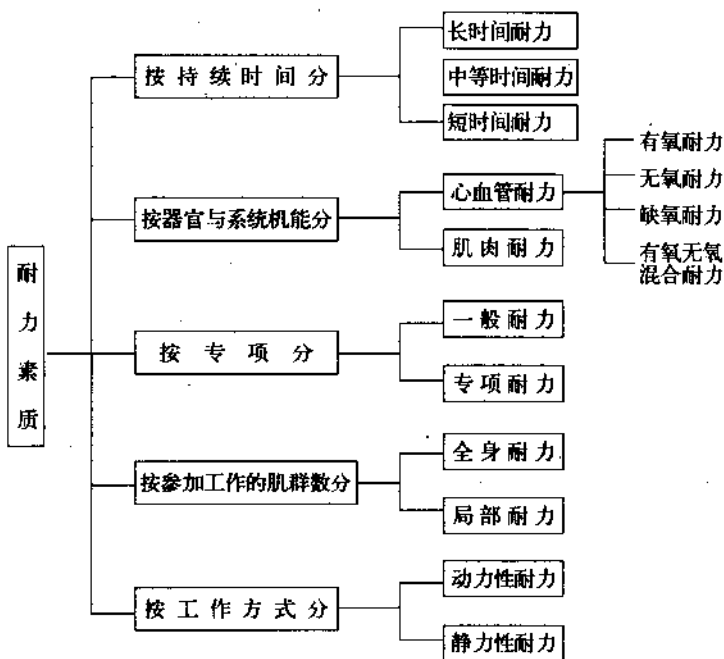 耐力素质
按持续时间分
长时间耐力
中等时间耐力
短时间耐力
按器官与系统机能分
心血管耐力
有氧耐力
无氧耐力
缺氧耐力
有氧无氧
混合耐力
肌肉耐力
按专项分
一般耐力
专项耐力
按参加工作的肌群数分
全身耐力
局部耐力
按工作方式分
动力性耐力
静力性耐力